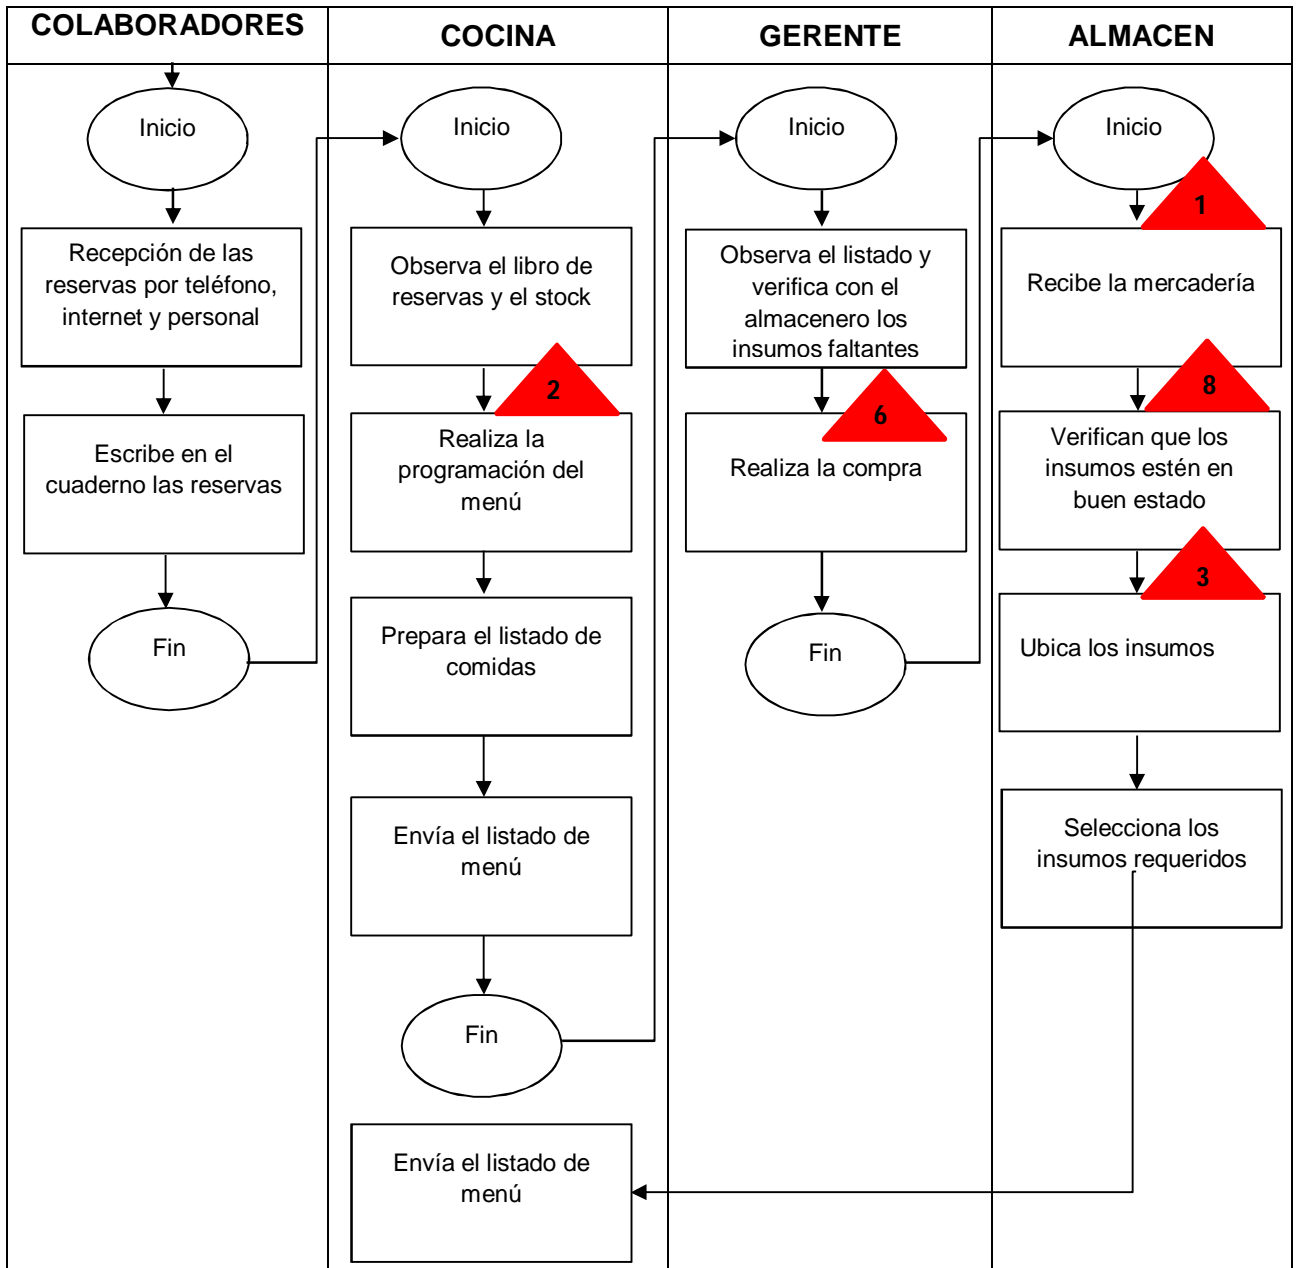 COLABORADORES
COCINA
GERENTE
ALMACEN
Inicio
Recepción de las
reservas por teléfono,
internet y personal
Escribe en el
cuaderno las reservas
Fin
Inicio
Observa el libro de
reservas y el stock
2
Realiza la
programación del
menú
Prepara el listado de
comidas
Envía el listado de
menú
Fin
Envía el listado de
menú
Inicio
Observa el listado y
verifica con el
almacenero los
insumos faltantes
6
Realiza la compra
Fin
Inicio
1
Recibe la mercadería
8
Verifican que los
insumos estén en
buen estado
3
Ubica los insumos
Selecciona los
insumos requeridos